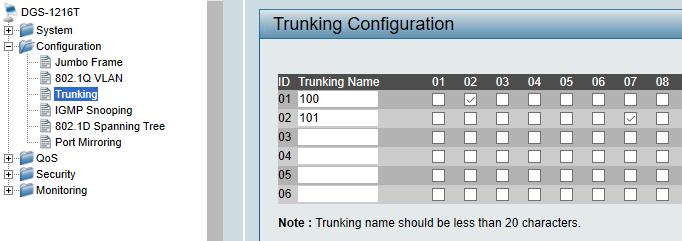 DGS-1216T
System
Configuration
Jumbo Frame
802.1Q VLAN
Trunking
IGMP Snooping
802.1D Spanning Tree
Port Mirroring
QoS
Security
Monitoring
Trunking Configuration
ID Trunking Name 01 02 03 04 05 06 07 08
01 100
02 101
03
04
05
06
Note : Trunking name should be less than 20 characters.